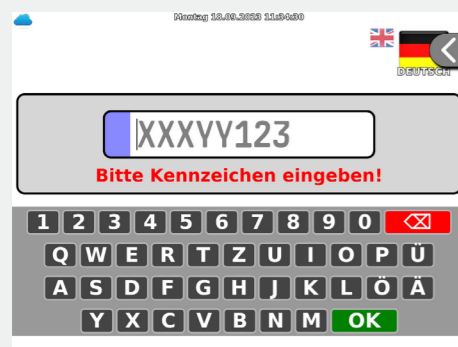 Montag 18.09.2023 11:34:30
DEUTSCH
XXXYY123
Bitte Kennzeichen eingeben!
1 2 3 4 5 6 7 8 9 0
Q W E R T Z U I O P Ü
A S D F G H J K L Ö Ä
Y X C V B N M OK